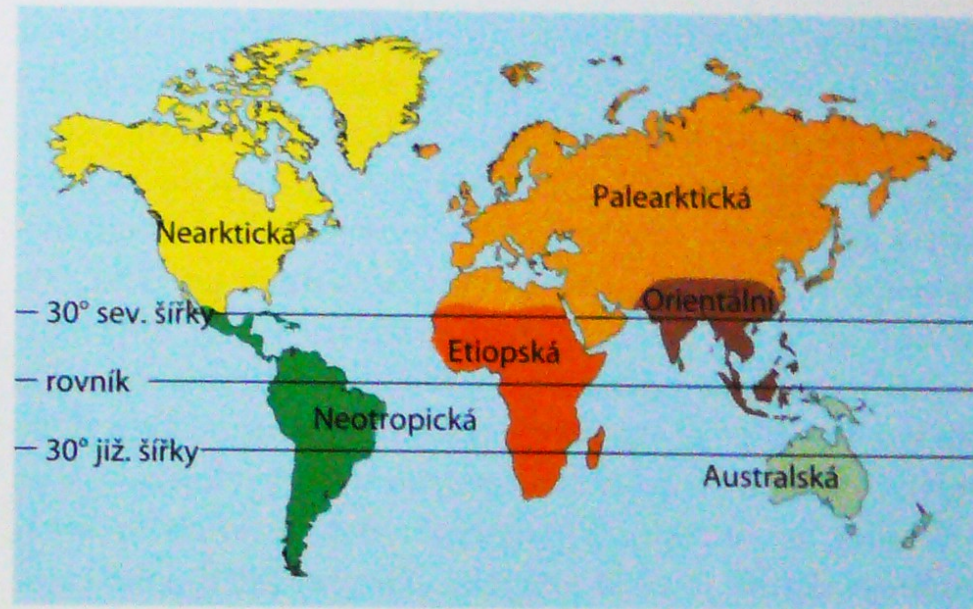 Palearktická
Nearktická
Orientální
30° sev. šířky
Etiopská
rovník
Neotropická
30° již. šířky
Australská